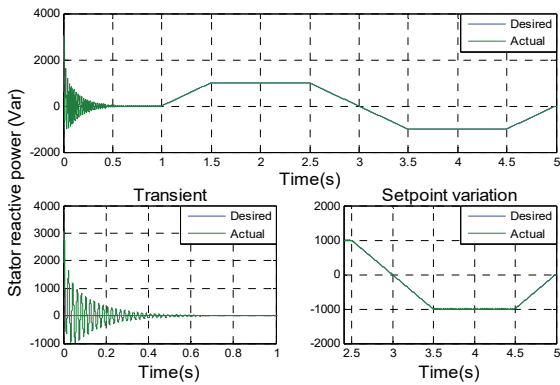 4000
2000
0
-2000
Desired
Actual
0 0.5 1 1.5 2 2.5 3 3.5 4 4.5 5
Time(s)
Stator reactive power (Var)
Transient
4000
3000
2000
1000
0
-1000
Desired
Actual
0 0.2 0.4 0.6 0.8 1
Time(s)
Setpoint variation
2000
1000
0
-1000
-2000
Desired
Actual
2.5 3 3.5 4 4.5 5
Time(s)